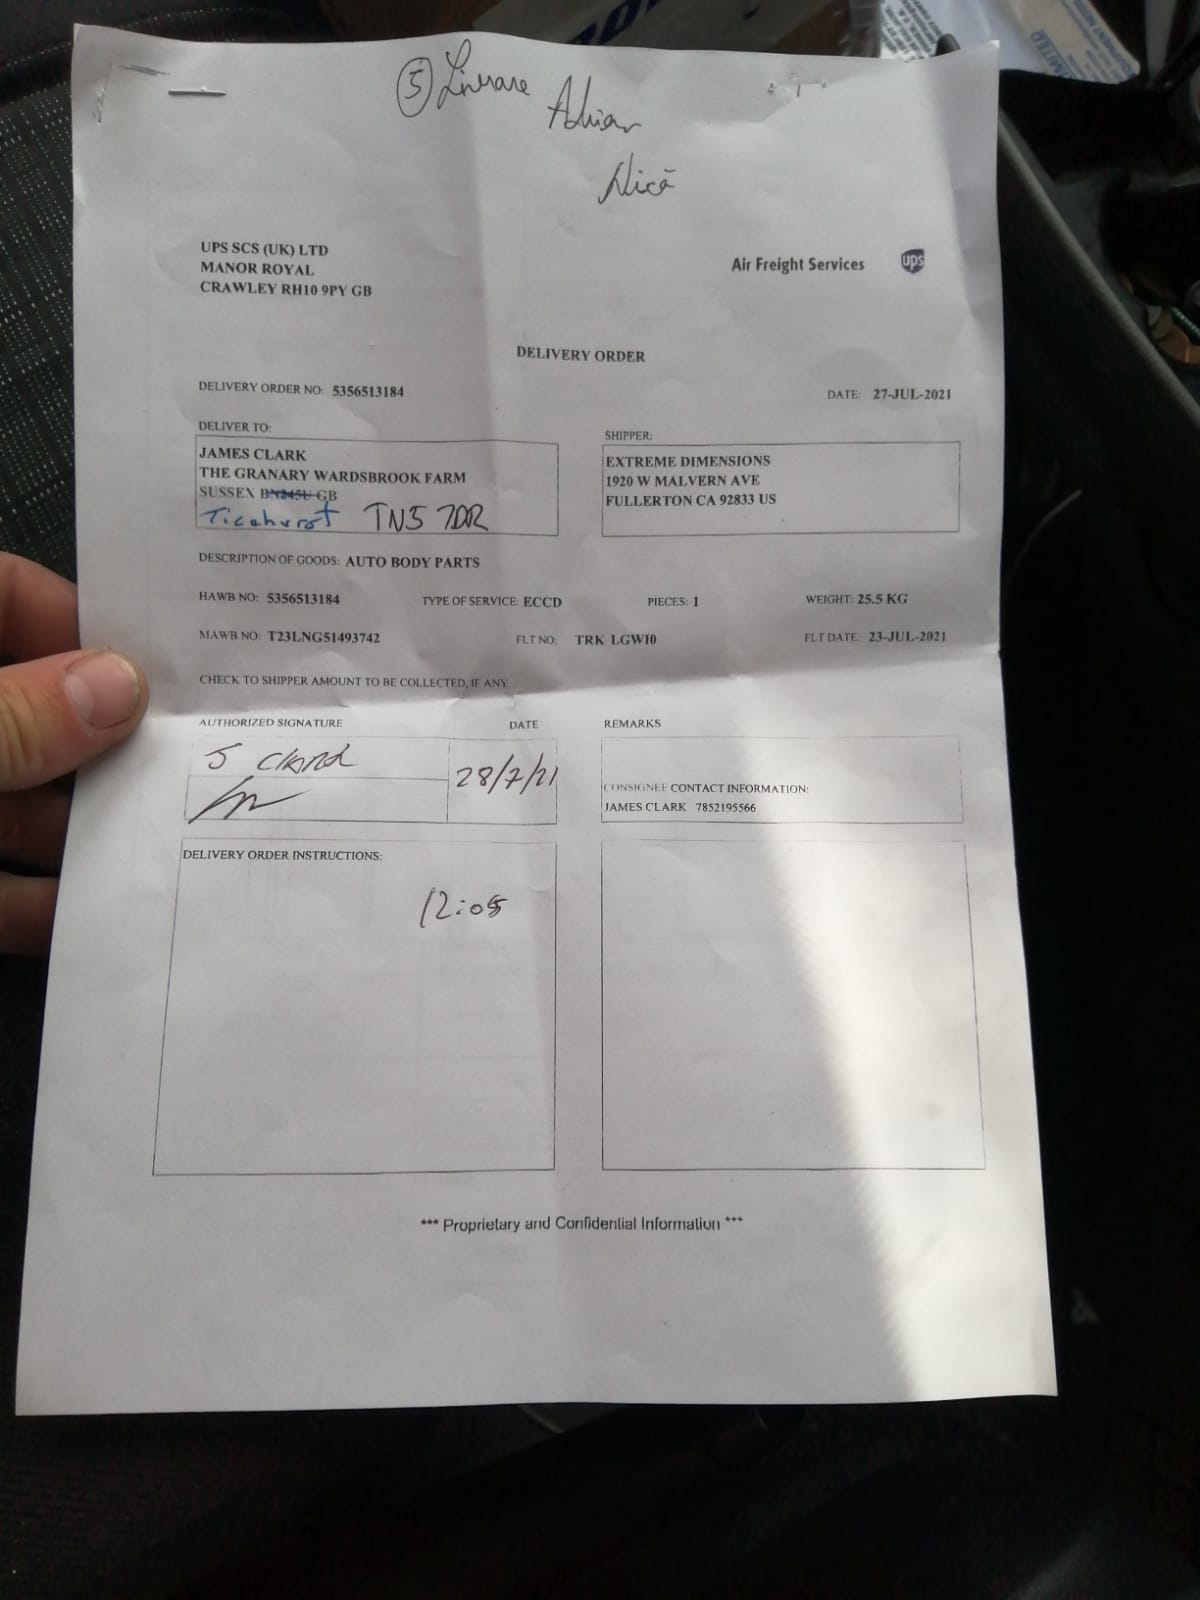 5 Livrare
Adrian
Nică
UPS SCS (UK) LTD
MANOR ROYAL
CRAWLEY RH10 9PY GB
Air Freight Services ups
DELIVERY ORDER
DELIVERY ORDER NO: 5356513184
DATE: 27-JUL-2021
DELIVER TO:
JAMES CLARK
THE GRANARY WARDSBROOK FARM
SUSSEX BN245U GB
Ticehurst TN5 7DR
SHIPPER:
EXTREME DIMENSIONS
1920 W MALVERN AVE
FULLERTON CA 92833 US
DESCRIPTION OF GOODS: AUTO BODY PARTS
HAWB NO: 5356513184 TYPE OF SERVICE: ECCD PIECES: 1 WEIGHT: 25.5 KG
MAWB NO: T23LNG51493742 FLT NO: TRK LGWI0 FLT DATE: 23-JUL-2021
CHECK TO SHIPPER AMOUNT TO BE COLLECTED, IF ANY
AUTHORIZED SIGNATURE DATE
J Clark
28/7/21
REMARKS
CONSIGNEE CONTACT INFORMATION:
JAMES CLARK 7852195566
DELIVERY ORDER INSTRUCTIONS:
12:05
*** Proprietary and Confidential Information ***
LIMITED